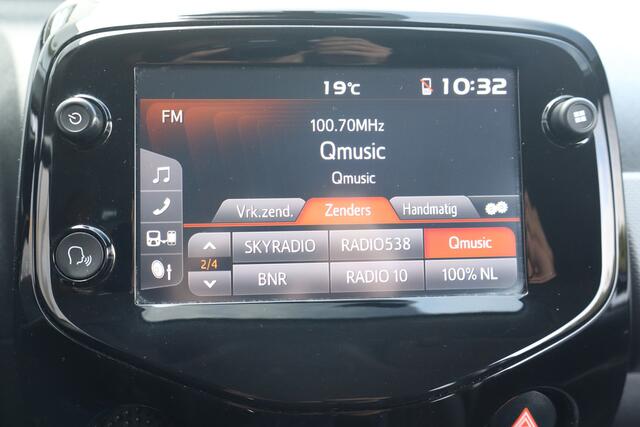 19°C 10:32
FM
100.70MHz
Qmusic
Qmusic
Vrk.zend. Zenders Handmatig
SKYRADIO RADIO538 Qmusic
2/4
BNR RADIO 10 100% NL